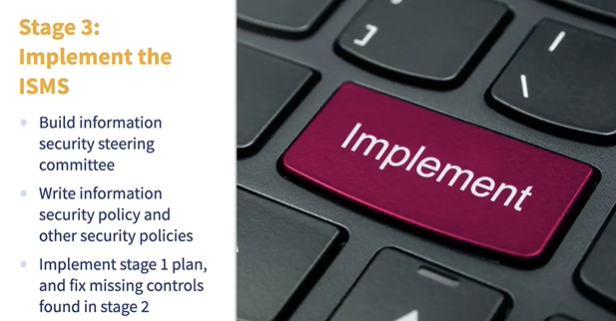 Stage 3:
Implement the
ISMS
• Build information
security steering
committee
• Write information
security policy and
other security policies
• Implement stage 1 plan,
and fix missing controls
found in stage 2
]
|
\
Implement